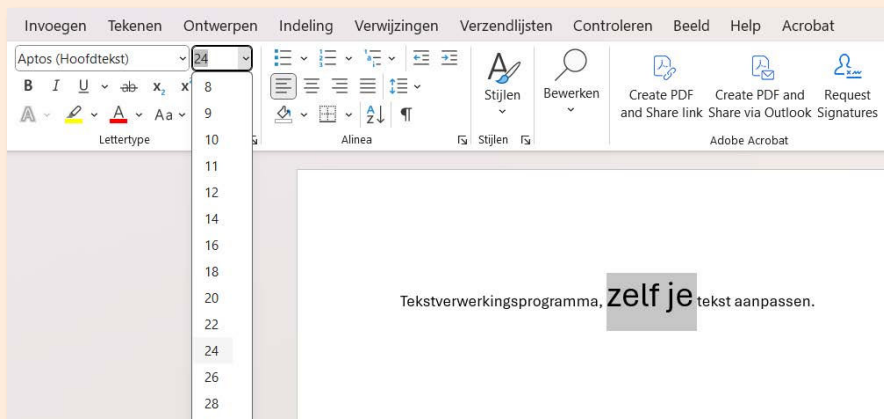 Invoegen Tekenen Ontwerpen Indeling Verwijzingen Verzendlijsten Controleren Beeld Help Acrobat
Aptos (Hoofdtekst) 24
B I U ab x₂ x
A A Aa
Lettertype
8
9
10
11
12
14
16
18
20
22
24
26
28
Alinea
Stijlen
Stijlen
Bewerken
Create PDF
and Share link
Create PDF and
Share via Outlook
Request
Signatures
Adobe Acrobat
Tekstverwerkingsprogramma, zelf je tekst aanpassen.